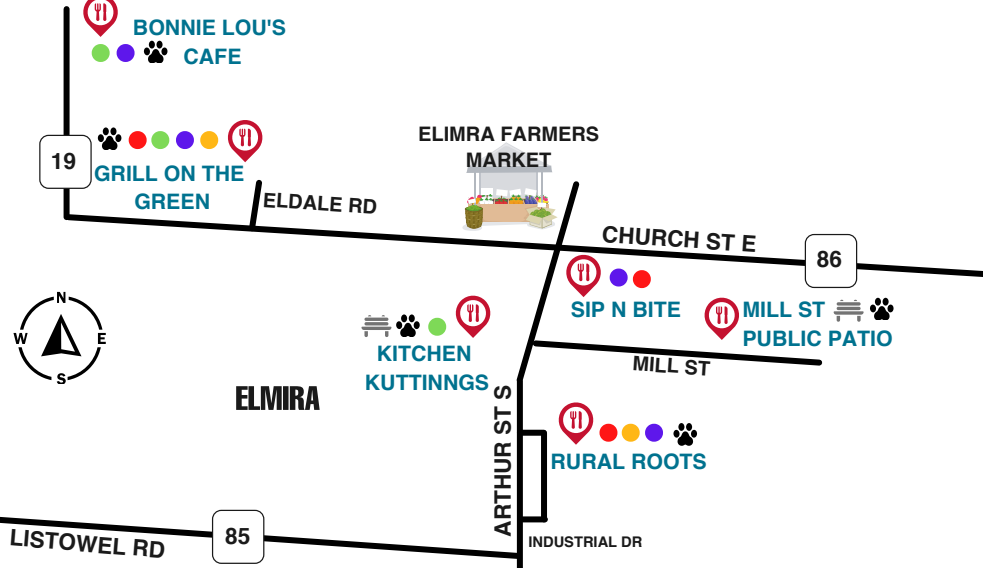 BONNIE LOU'S
CAFE
19
GRILL ON THE
GREEN
ELDALE RD
ELIMRA FARMERS
MARKET
CHURCH ST E
86
SIP N BITE
MILL ST
PUBLIC PATIO
MILL ST
N
W
E
S
KITCHEN
KUTTINNGS
ELMIRA
ARTHUR ST S
RURAL ROOTS
LISTOWEL RD
85
INDUSTRIAL DR